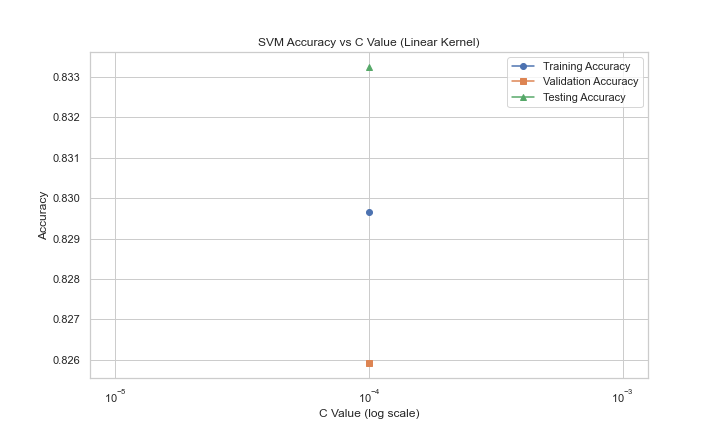 SVM Accuracy vs C Value (Linear Kernel)
Training Accuracy
Validation Accuracy
Testing Accuracy
Accuracy
0.833
0.832
0.831
0.830
0.829
0.828
0.827
0.826
10⁻⁵ 10⁻⁴ 10⁻³
C Value (log scale)